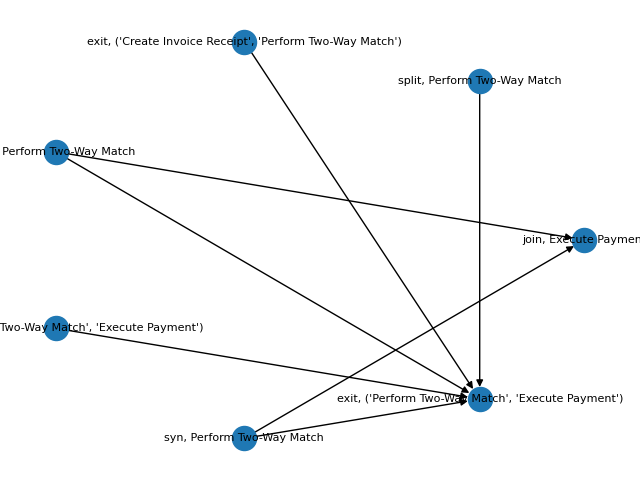 exit, ('Create Invoice Receipt', 'Perform Two-Way Match')
split, Perform Two-Way Match
Perform Two-Way Match
join, Execute Paymen
Two-Way Match', 'Execute Payment')
exit, ('Perform Two-Way Match', 'Execute Payment')
syn, Perform Two-Way Match